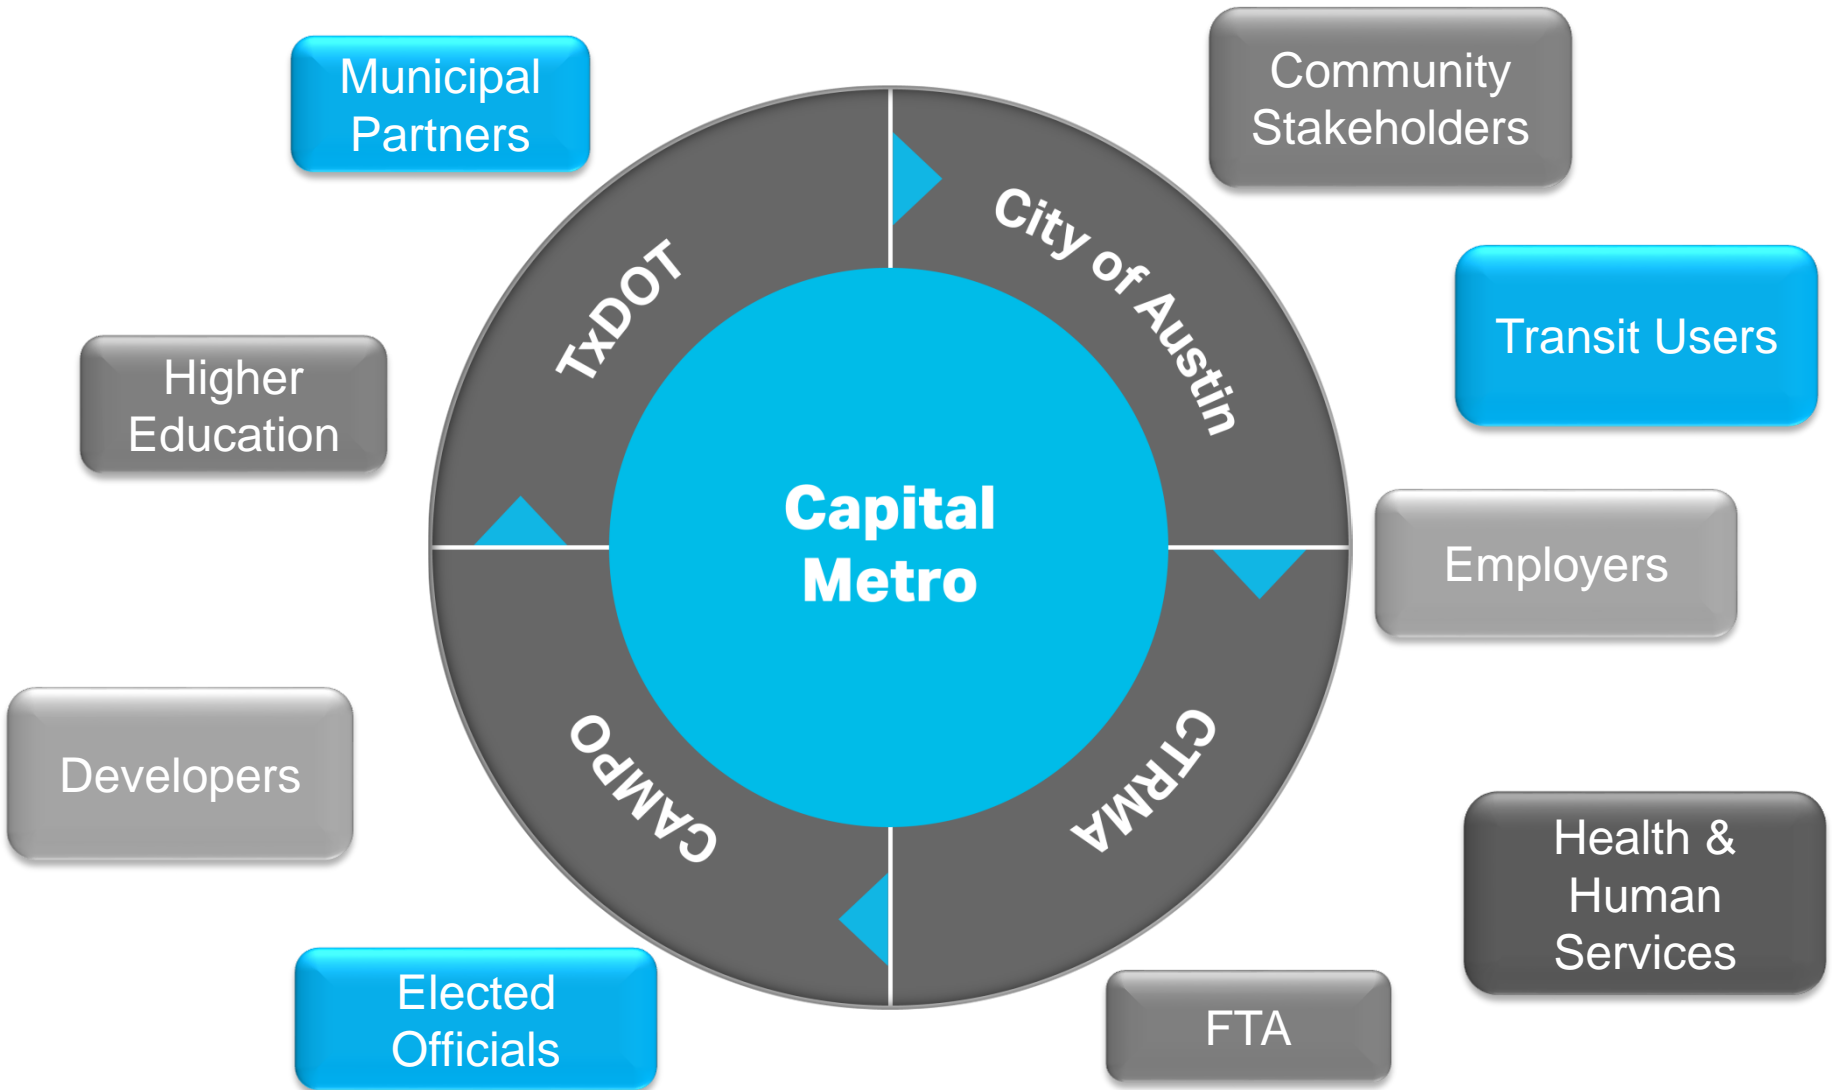 Municipal
Partners
Community
Stakeholders
TxDOT
City of Austin
Transit Users
Higher
Education
Capital
Metro
Employers
Developers
CAMPO
CTRMA
Health &
Human
Services
Elected
Officials
FTA